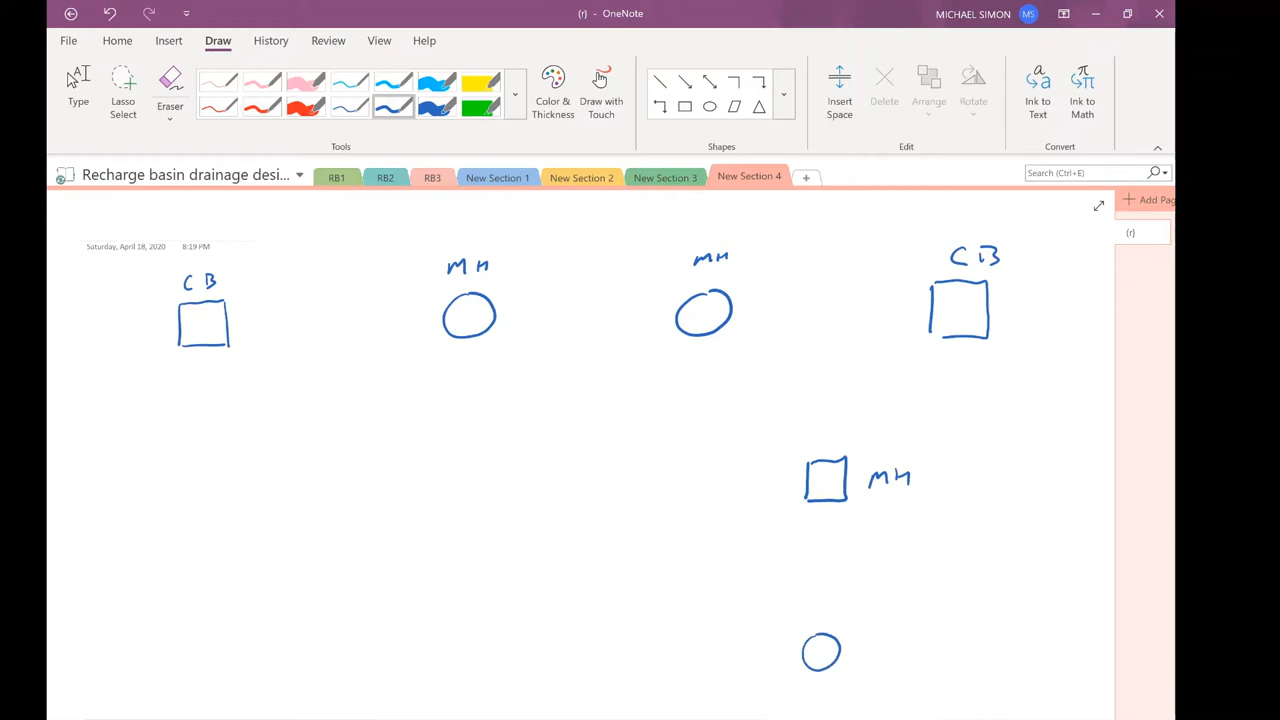 (r) - OneNote
MICHAEL SIMON MS
File Home Insert Draw History Review View Help
Type
Lasso Select
Eraser
Color & Thickness
Draw with Touch
Insert Space
Delete
Arrange
Rotate
Ink to Text
Ink to Math
Tools
Shapes
Edit
Convert
Recharge basin drainage desi...
RB1 RB2 RB3 New Section 1 New Section 2 New Section 3 New Section 4
Search (Ctrl+E)
Add Pag
(r)
Saturday, April 18, 2020 8:19 PM
CB MH MH CB
MH